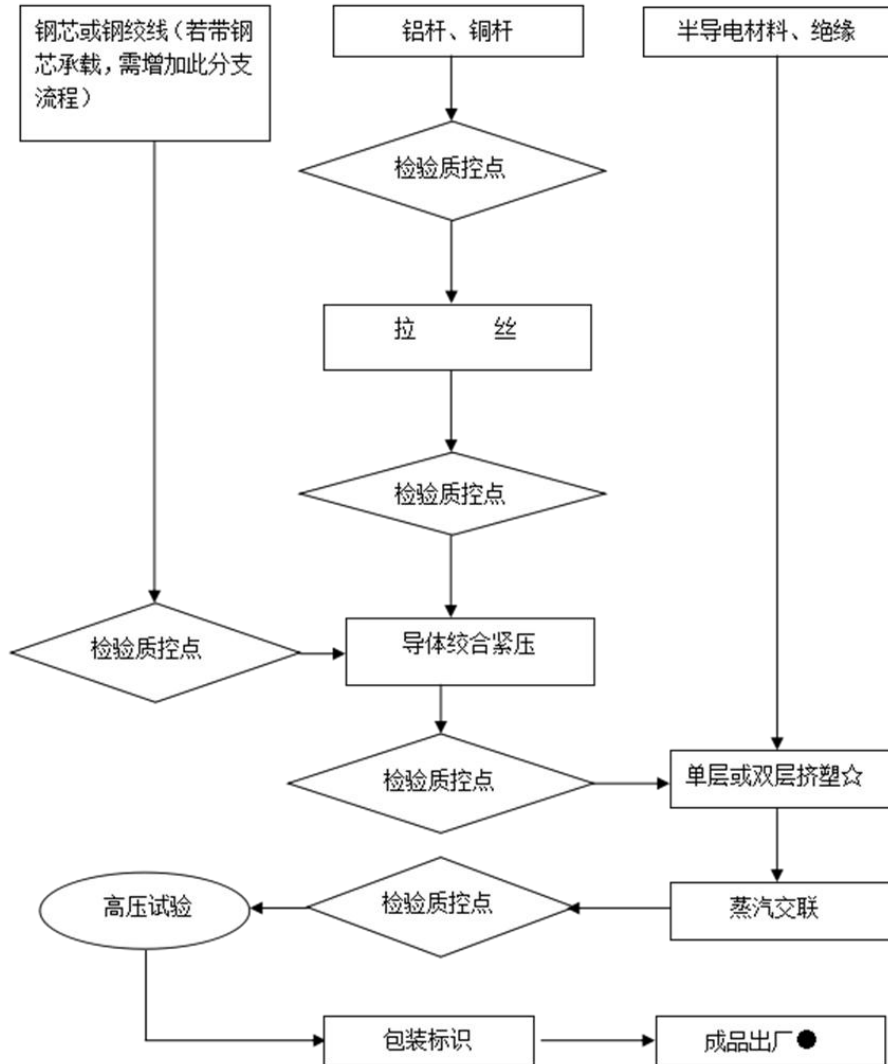 钢芯或钢绞线（若带钢
芯承载，需增加此分支
流程）
铝杆、铜杆
半导电材料、绝缘
检验质控点
拉 丝
检验质控点
检验质控点
导体绞合紧压
检验质控点
单层或双层挤塑☆
高压试验
检验质控点
蒸汽交联
包装标识
成品出厂●